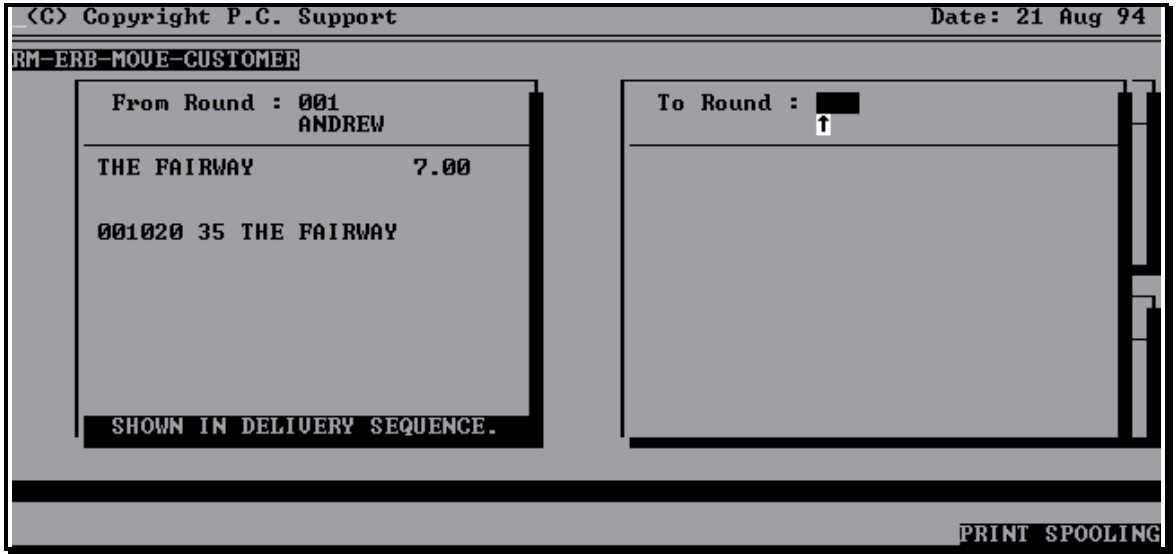 (C) Copyright P.C. Support Date: 21 Aug 94
RM-ERB-MOVE-CUSTOMER
From Round : 001
ANDREW
THE FAIRWAY 7.00
001020 35 THE FAIRWAY
SHOWN IN DELIVERY SEQUENCE.
To Round :
PRINT SPOOLING